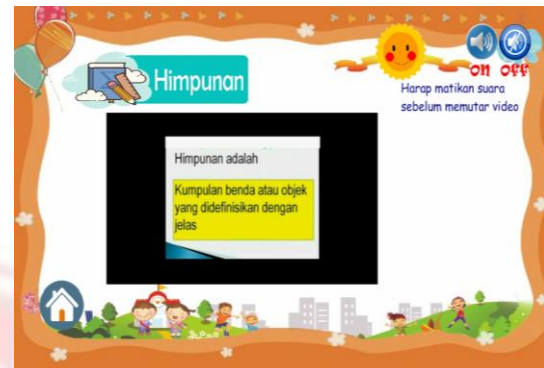 Himpunan
ON OFF
Harap matikan suara
sebelum memutar video
Himpunan adalah
Kumpulan benda atau objek
yang didefinisikan dengan
jelas